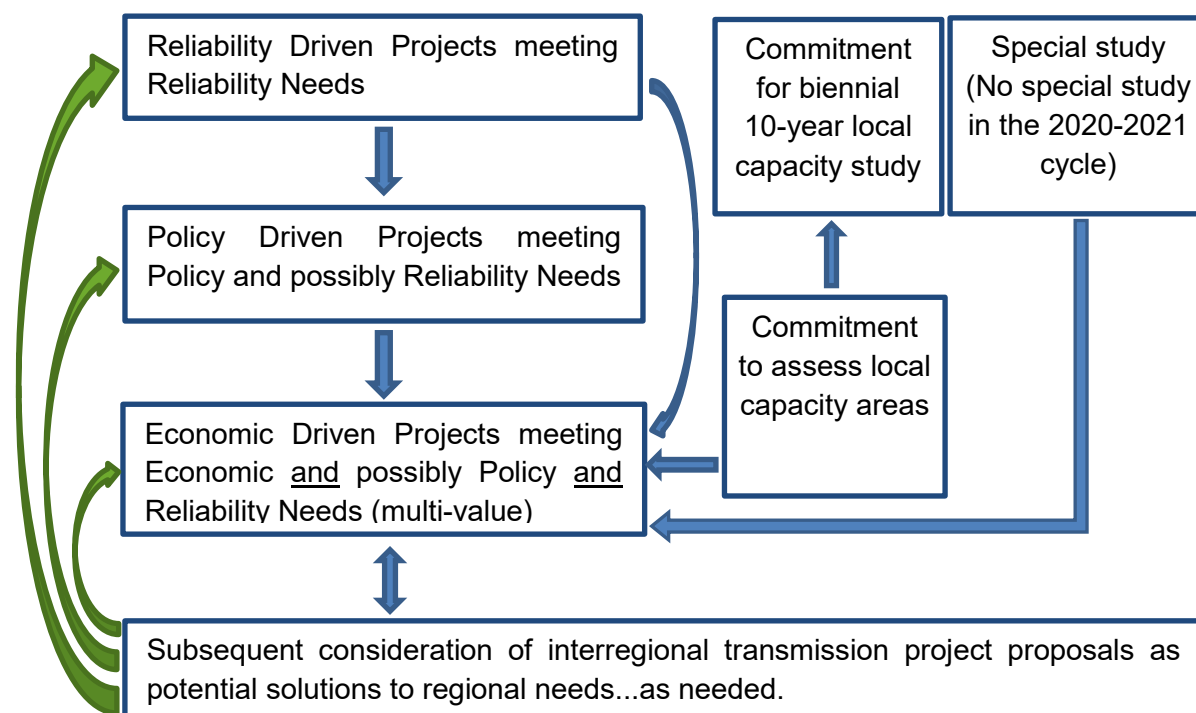 Reliability Driven Projects meeting
Reliability Needs
Commitment
for biennial
10-year local
capacity study
Special study
(No special study
in the 2020-2021
cycle)
Policy Driven Projects meeting
Policy and possibly Reliability Needs
Commitment
to assess local
capacity areas
Economic Driven Projects meeting
Economic and possibly Policy and
Reliability Needs (multi-value)
Subsequent consideration of interregional transmission project proposals as
potential solutions to regional needs...as needed.